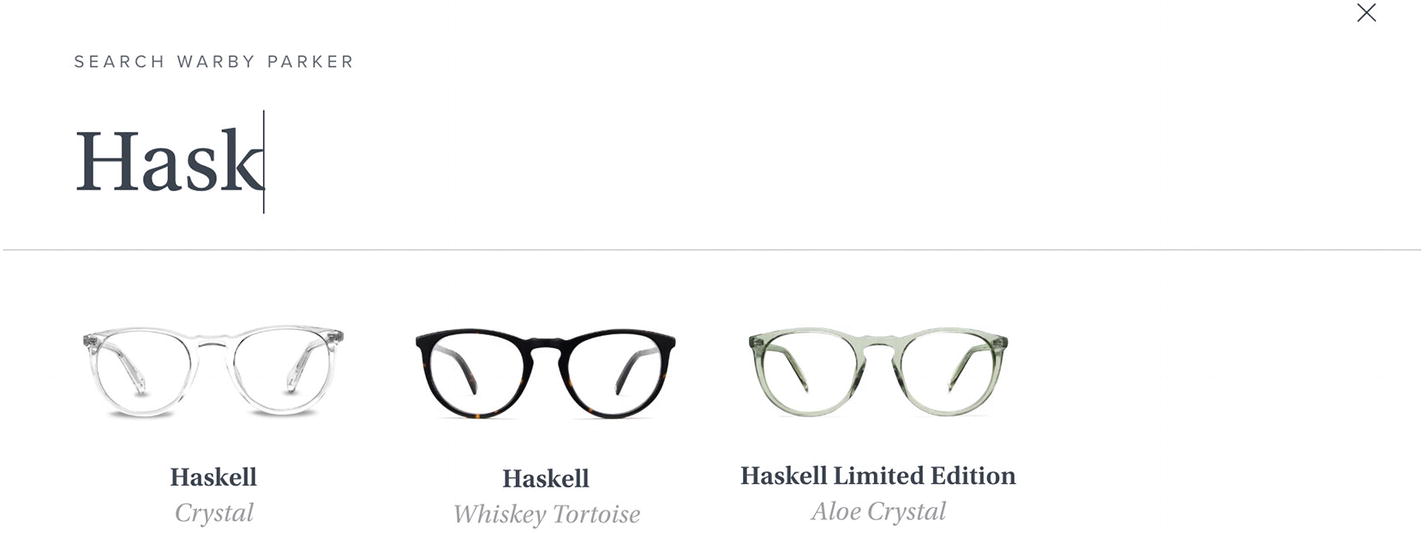 SEARCH WARBY PARKER
Hask
Haskell
Crystal
Haskell
Whiskey Tortoise
Haskell Limited Edition
Aloe Crystal